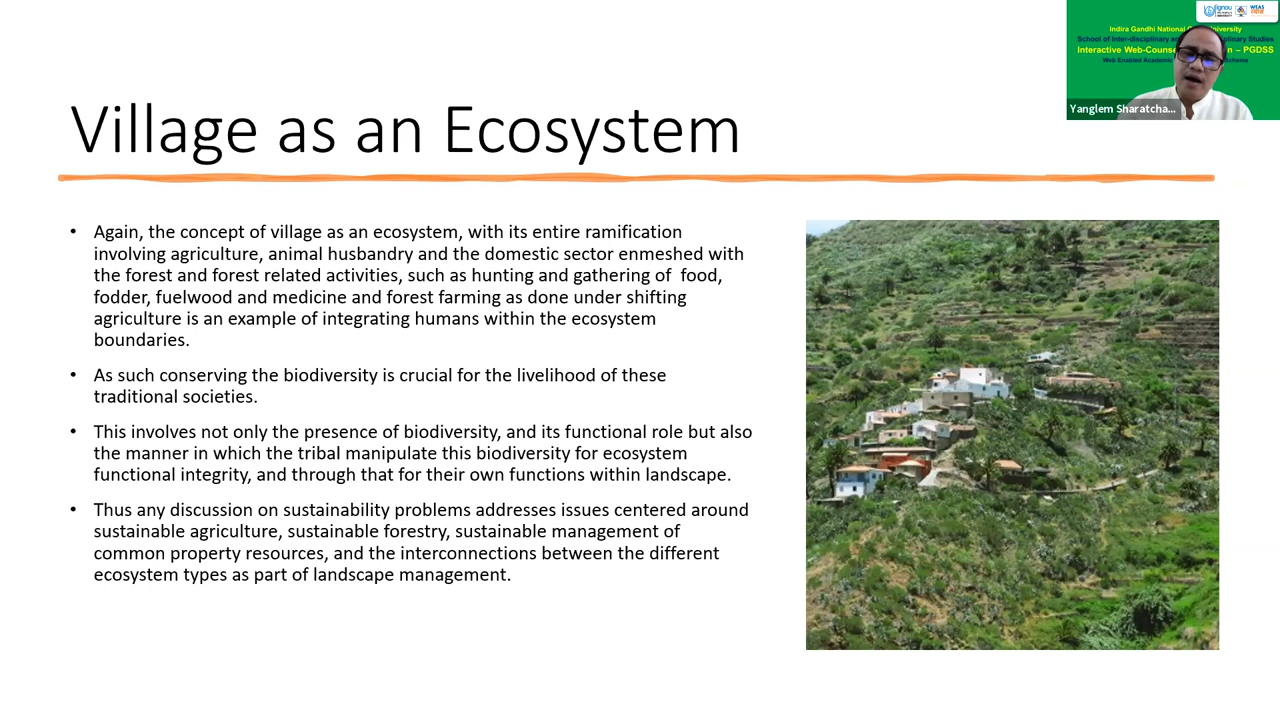 ignou
WEAS
Indira Gandhi National
School of Inter-disciplinary
Interactive Web-Couns
– PGDSS
Web Enabled Academic
Yanglem Sharatcha...
Village as an Ecosystem
• Again, the concept of village as an ecosystem, with its entire ramification
involving agriculture, animal husbandry and the domestic sector enmeshed with
the forest and forest related activities, such as hunting and gathering of food,
fodder, fuelwood and medicine and forest farming as done under shifting
agriculture is an example of integrating humans within the ecosystem
boundaries.
• As such conserving the biodiversity is crucial for the livelihood of these
traditional societies.
• This involves not only the presence of biodiversity, and its functional role but also
the manner in which the tribal manipulate this biodiversity for ecosystem
functional integrity, and through that for their own functions within landscape.
• Thus any discussion on sustainability problems addresses issues centered around
sustainable agriculture, sustainable forestry, sustainable management of
common property resources, and the interconnections between the different
ecosystem types as part of landscape management.